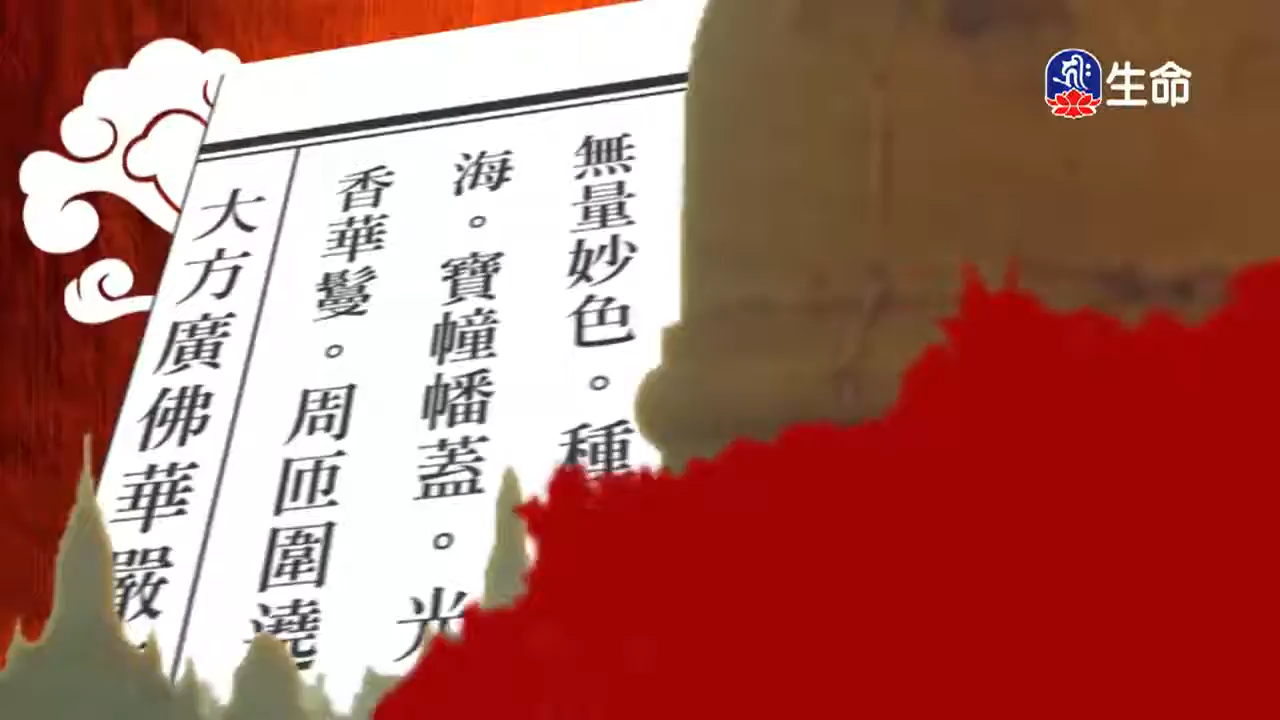 生命
無量妙色。種
海。寶幢幡蓋。光
香華鬘。周匝圍遶
大方廣佛華嚴